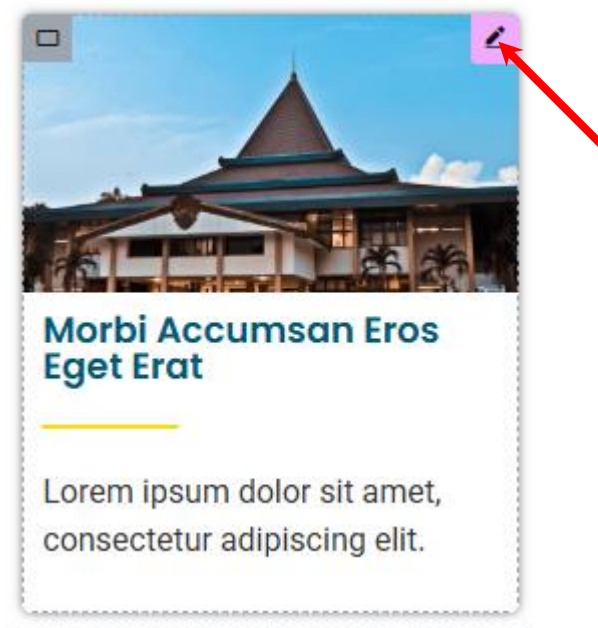 Morbi Accumsan Eros
Eget Erat
Lorem ipsum dolor sit amet,
consectetur adipiscing elit.